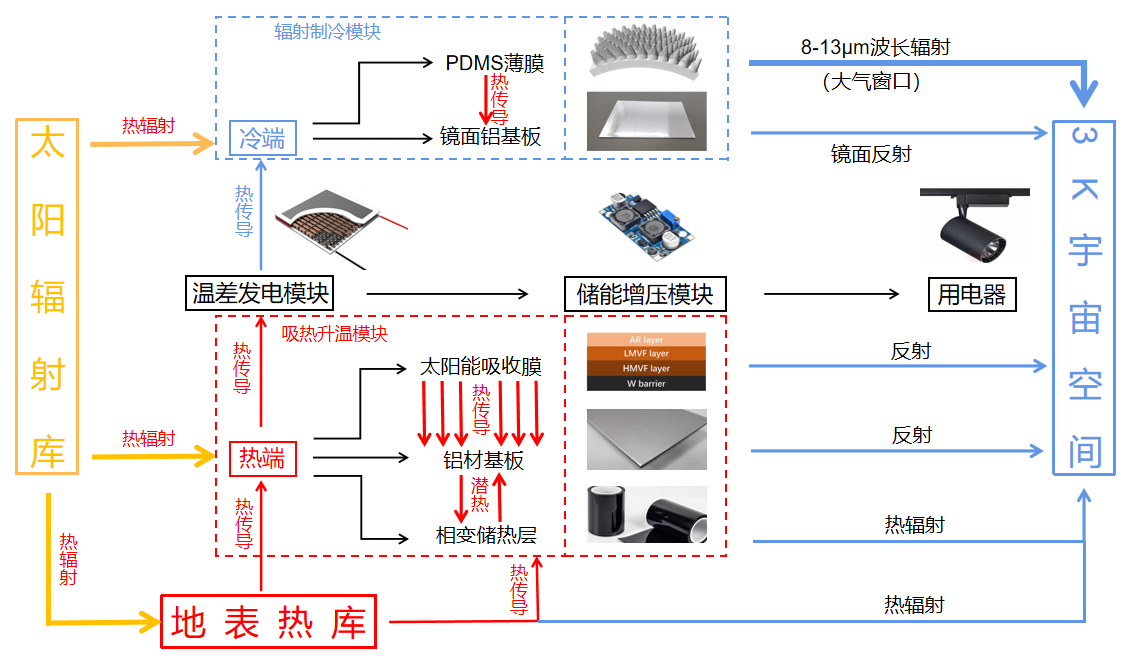 太阳辐射库
热辐射
辐射制冷模块
PDMS薄膜
热传导
冷端
镜面铝基板
8-13μm波长辐射
（大气窗口）
镜面反射
3K宇宙空间
热传导
温差发电模块
储能增压模块
用电器
吸热升温模块
热传导
太阳能吸收膜
热传导
AR layer
LMVF layer
HMVF layer
W barrier
反射
热辐射
热端
铝材基板
反射
潜热
热传导
相变储热层
热辐射
热辐射
地表热库
热传导
热辐射